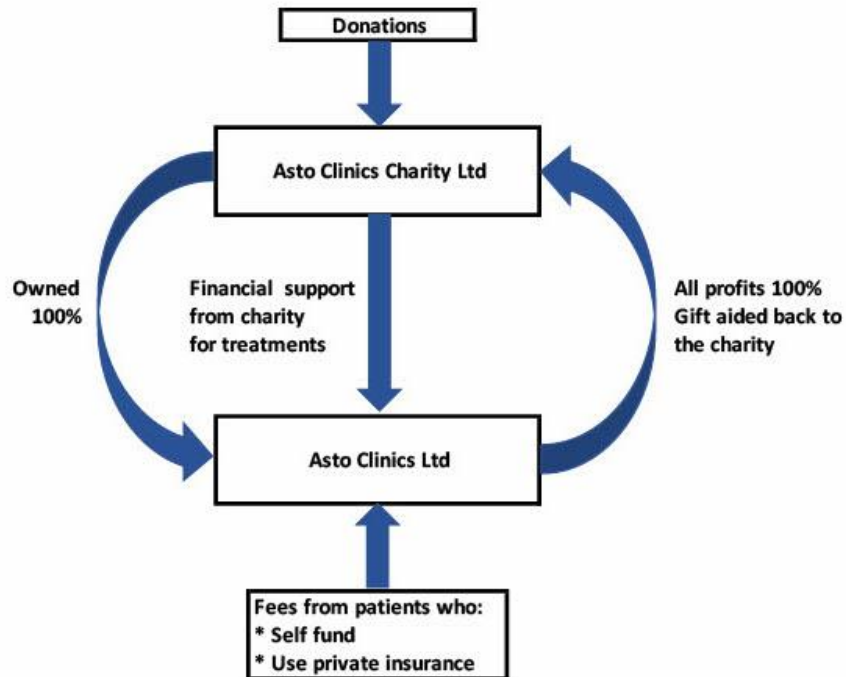 Donations
Asto Clinics Charity Ltd
Owned
100%
Financial support
from charity
for treatments
All profits 100%
Gift aided back to
the charity
Asto Clinics Ltd
Fees from patients who:
* Self fund
* Use private insurance